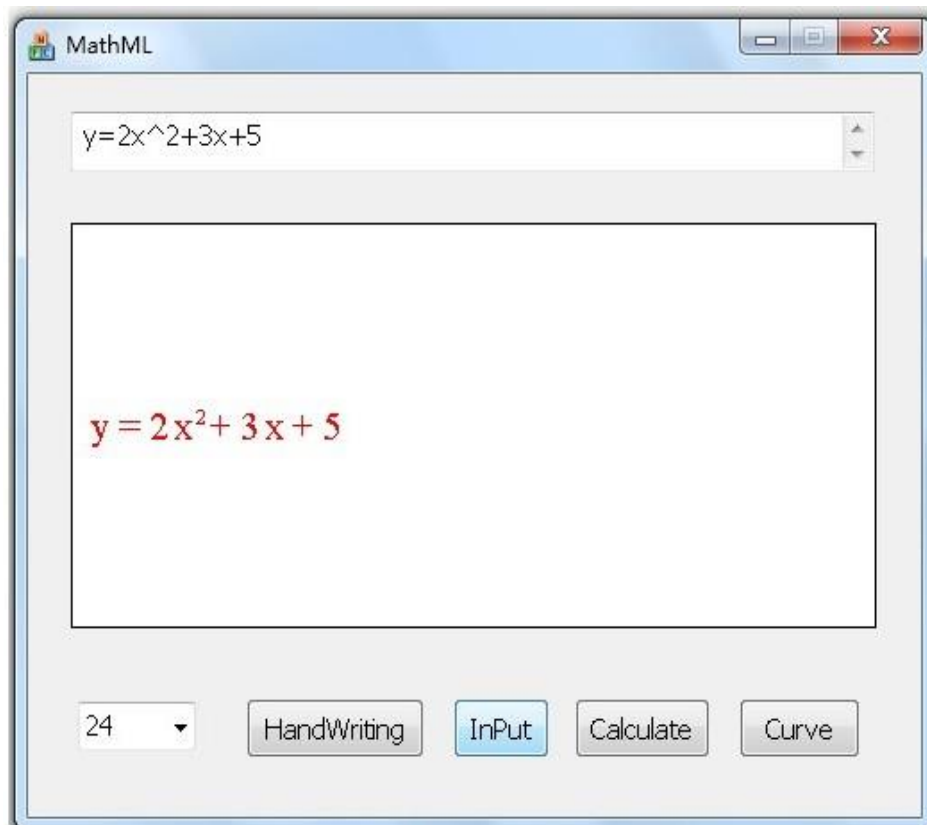 MathML
y=2x^2+3x+5
y = 2x²+ 3x + 5
24 HandWriting InPut Calculate Curve